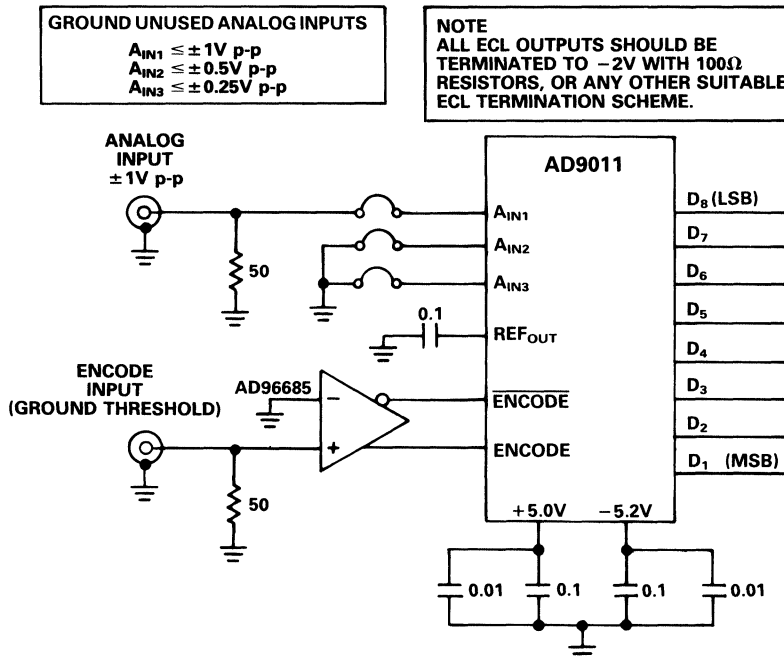 GROUND UNUSED ANALOG INPUTS
A_IN1 ≤ ± 1V p-p
A_IN2 ≤ ± 0.5V p-p
A_IN3 ≤ ± 0.25V p-p
NOTE
ALL ECL OUTPUTS SHOULD BE
TERMINATED TO −2V WITH 100Ω
RESISTORS, OR ANY OTHER SUITABLE
ECL TERMINATION SCHEME.
ANALOG
INPUT
± 1V p-p
50
0.1
ENCODE
INPUT
(GROUND THRESHOLD)
AD96685
−
+
50
AD9011
A_IN1
A_IN2
A_IN3
REF_OUT
ENCODE
ENCODE
+5.0V −5.2V
D8 (LSB)
D7
D6
D5
D4
D3
D2
D1 (MSB)
0.01 0.1 0.1 0.01